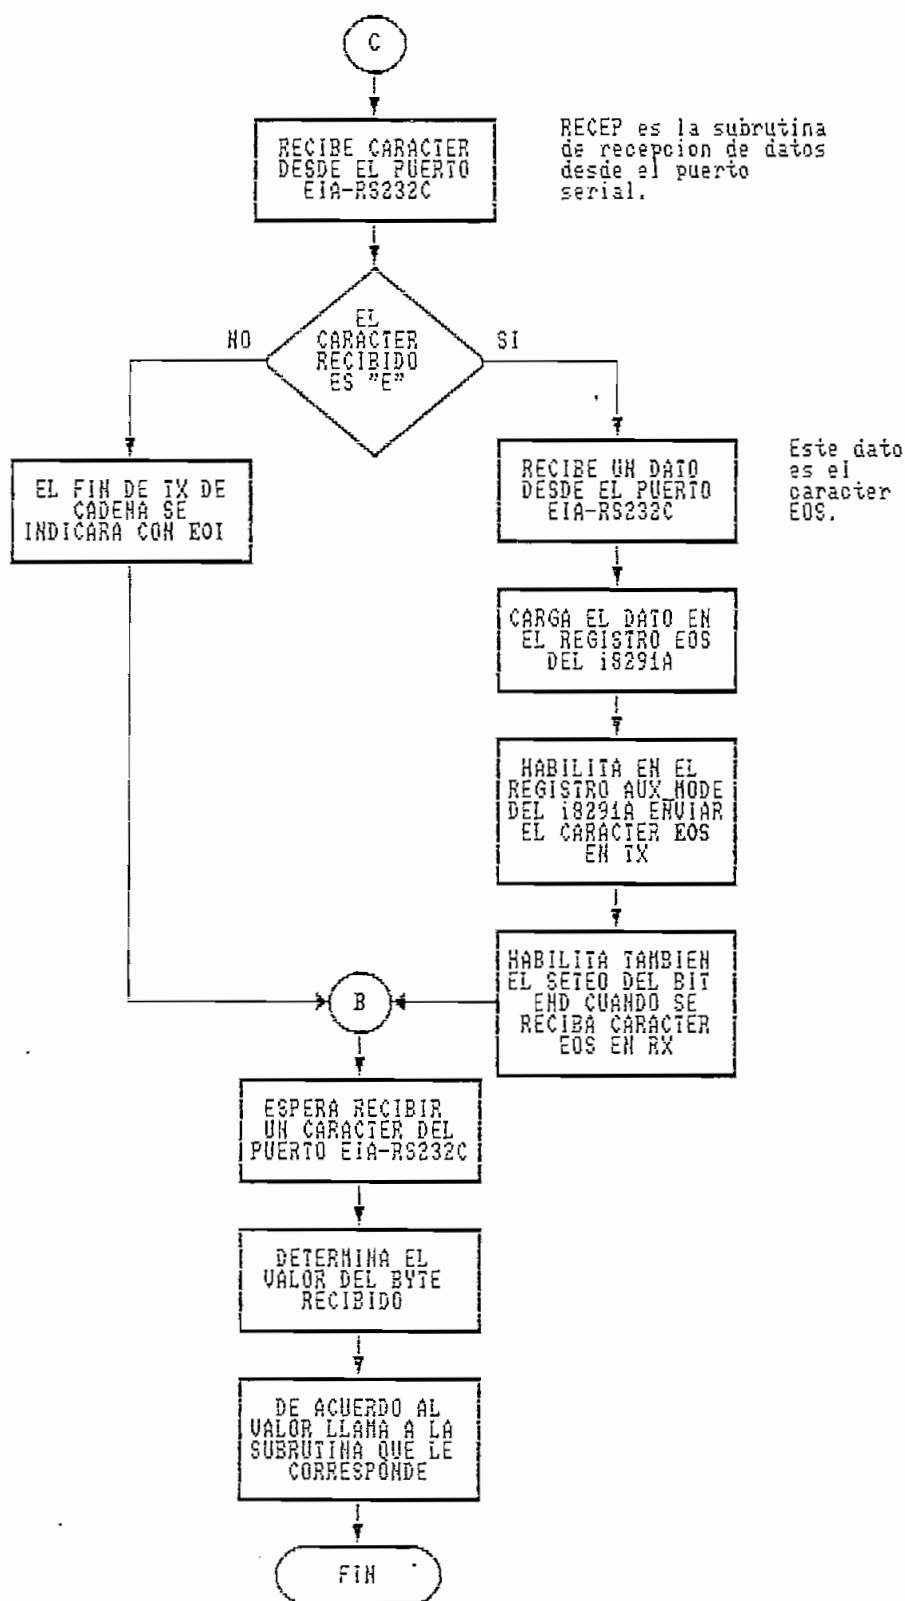 C
RECIBE CARACTER
DESDE EL PUERTO
EIA-RS232C
RECEP es la subrutina
de recepcion de datos
desde el puerto
serial.
EL
CARACTER
RECIBIDO
ES "E"
NO
SI
EL FIN DE TX DE
CADENA SE
INDICARA CON EOI
RECIBE UN DATO
DESDE EL PUERTO
EIA-RS232C
Este dato
es el
caracter
EOS.
CARGA EL DATO EN
EL REGISTRO EOS
DEL i8291A
HABILITA EN EL
REGISTRO AUX_MODE
DEL i8291A ENVIAR
EL CARACTER EOS
EN TX
HABILITA TAMBIEN
EL SETEO DEL BIT
END CUANDO SE
RECIBA CARACTER
EOS EN RX
B
ESPERA RECIBIR
UN CARACTER DEL
PUERTO EIA-RS232C
DETERMINA EL
VALOR DEL BYTE
RECIBIDO
DE ACUERDO AL
VALOR LLAMA A LA
SUBRUTINA QUE LE
CORRESPONDE
FIN